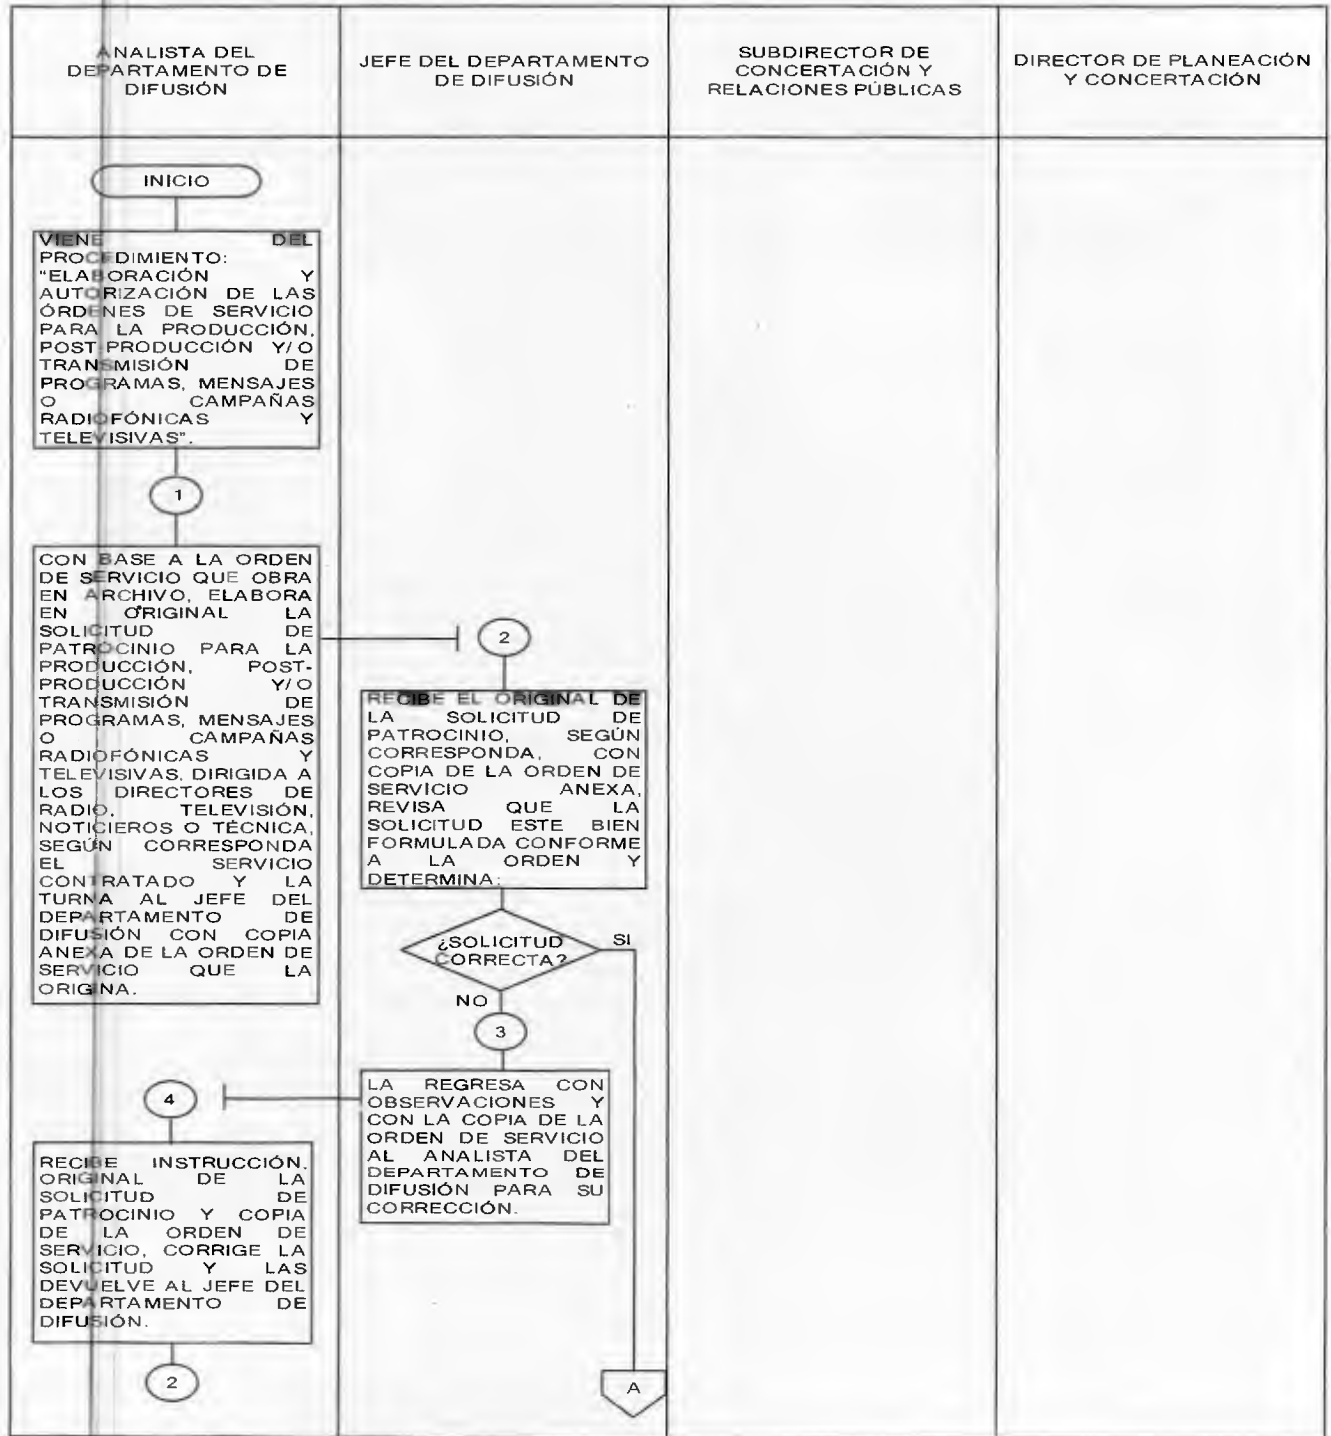 ANALISTA DEL
DEPARTAMENTO DE
DIFUSIÓN
JEFE DEL DEPARTAMENTO
DE DIFUSIÓN
SUBDIRECTOR DE
CONCERTACIÓN Y
RELACIONES PÚBLICAS
DIRECTOR DE PLANEACIÓN
Y CONCERTACIÓN
INICIO
VIENE DEL
PROCEDIMIENTO:
"ELABORACIÓN Y
AUTORIZACIÓN DE LAS
ÓRDENES DE SERVICIO
PARA LA PRODUCCIÓN,
POST-PRODUCCIÓN Y/O
TRANSMISIÓN DE
PROGRAMAS, MENSAJES
O CAMPAÑAS
RADIOFÓNICAS Y
TELEVISIVAS".
1
CON BASE A LA ORDEN
DE SERVICIO QUE OBRA
EN ARCHIVO, ELABORA
EN ORIGINAL LA
SOLICITUD DE
PATROCINIO PARA LA
PRODUCCIÓN, POST-
PRODUCCIÓN Y/O
TRANSMISIÓN DE
PROGRAMAS, MENSAJES
O CAMPAÑAS
RADIOFÓNICAS Y
TELEVISIVAS, DIRIGIDA A
LOS DIRECTORES DE
RADIO, TELEVISIÓN,
NOTICIEROS O TÉCNICA,
SEGÚN CORRESPONDA
EL SERVICIO
CONTRATADO Y LA
TURNA AL JEFE DEL
DEPARTAMENTO DE
DIFUSIÓN CON COPIA
ANEXA DE LA ORDEN DE
SERVICIO QUE LA
ORIGINA.
2
RECIBE EL ORIGINAL DE
LA SOLICITUD DE
PATROCINIO, SEGÚN
CORRESPONDA, CON
COPIA DE LA ORDEN DE
SERVICIO ANEXA,
REVISA QUE LA
SOLICITUD ESTE BIEN
FORMULADA CONFORME
A LA ORDEN Y
DETERMINA:
¿SOLICITUD
CORRECTA?
SI
NO
3
LA REGRESA CON
OBSERVACIONES Y
CON LA COPIA DE LA
ORDEN DE SERVICIO
AL ANALISTA DEL
DEPARTAMENTO DE
DIFUSIÓN PARA SU
CORRECCIÓN.
4
RECIBE INSTRUCCIÓN,
ORIGINAL DE LA
SOLICITUD DE
PATROCINIO Y COPIA
DE LA ORDEN DE
SERVICIO, CORRIGE LA
SOLICITUD Y LAS
DEVUELVE AL JEFE DEL
DEPARTAMENTO DE
DIFUSIÓN.
2
A